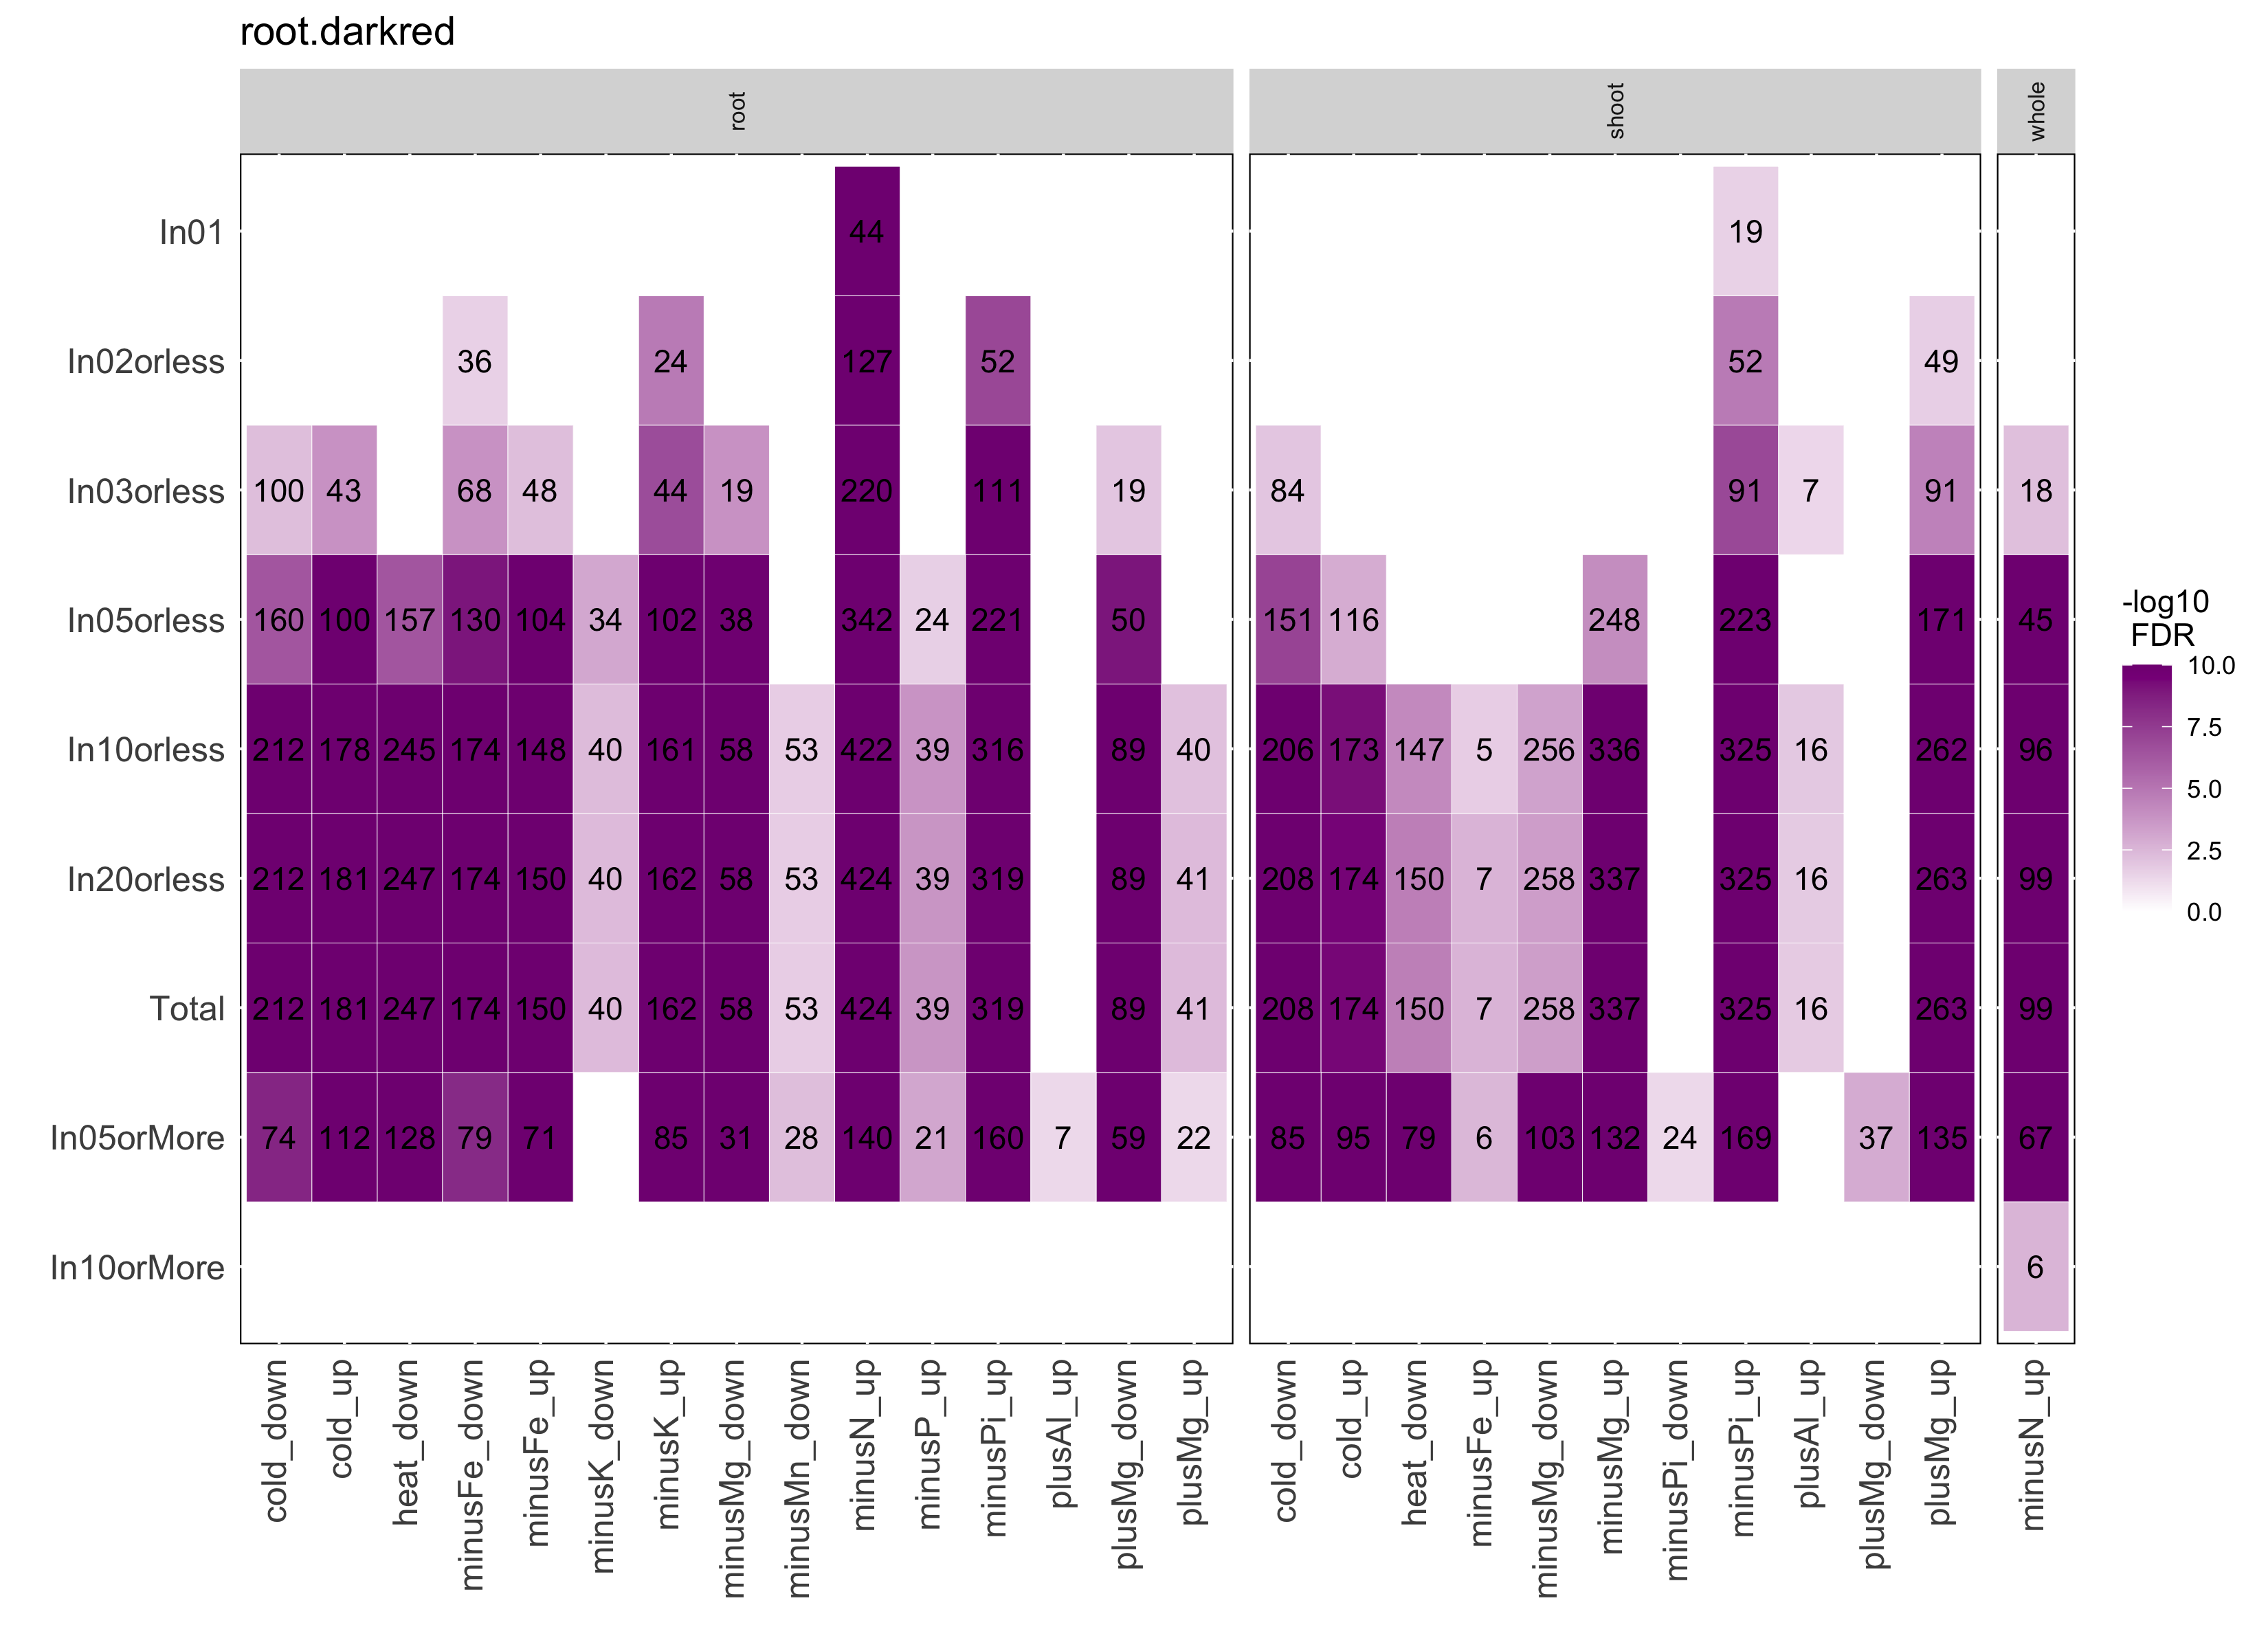 root.darkred
root shoot whole
In01 44 19
In02orless 36 24 127 52 52 49
In03orless 100 43 68 48 44 19 220 111 19 84 91 7 91 18
In05orless 160 100 157 130 104 34 102 38 342 24 221 50 151 116 248 223 171 45
In10orless 212 178 245 174 148 40 161 58 53 422 39 316 89 40 206 173 147 5 256 336 325 16 262 96
In20orless 212 181 247 174 150 40 162 58 53 424 39 319 89 41 208 174 150 7 258 337 325 16 263 99
Total 212 181 247 174 150 40 162 58 53 424 39 319 89 41 208 174 150 7 258 337 325 16 263 99
In05orMore 74 112 128 79 71 85 31 28 140 21 160 7 59 22 85 95 79 6 103 132 24 169 37 135 67
In10orMore 6
cold_down
cold_up
heat_down
minusFe_down
minusFe_up
minusK_down
minusK_up
minusMg_down
minusMn_down
minusN_up
minusP_up
minusPi_up
plusAl_up
plusMg_down
plusMg_up
cold_down
cold_up
heat_down
minusFe_up
minusMg_down
minusMg_up
minusPi_down
minusPi_up
plusAl_up
plusMg_down
plusMg_up
minusN_up
-log10
FDR
10.0
7.5
5.0
2.5
0.0